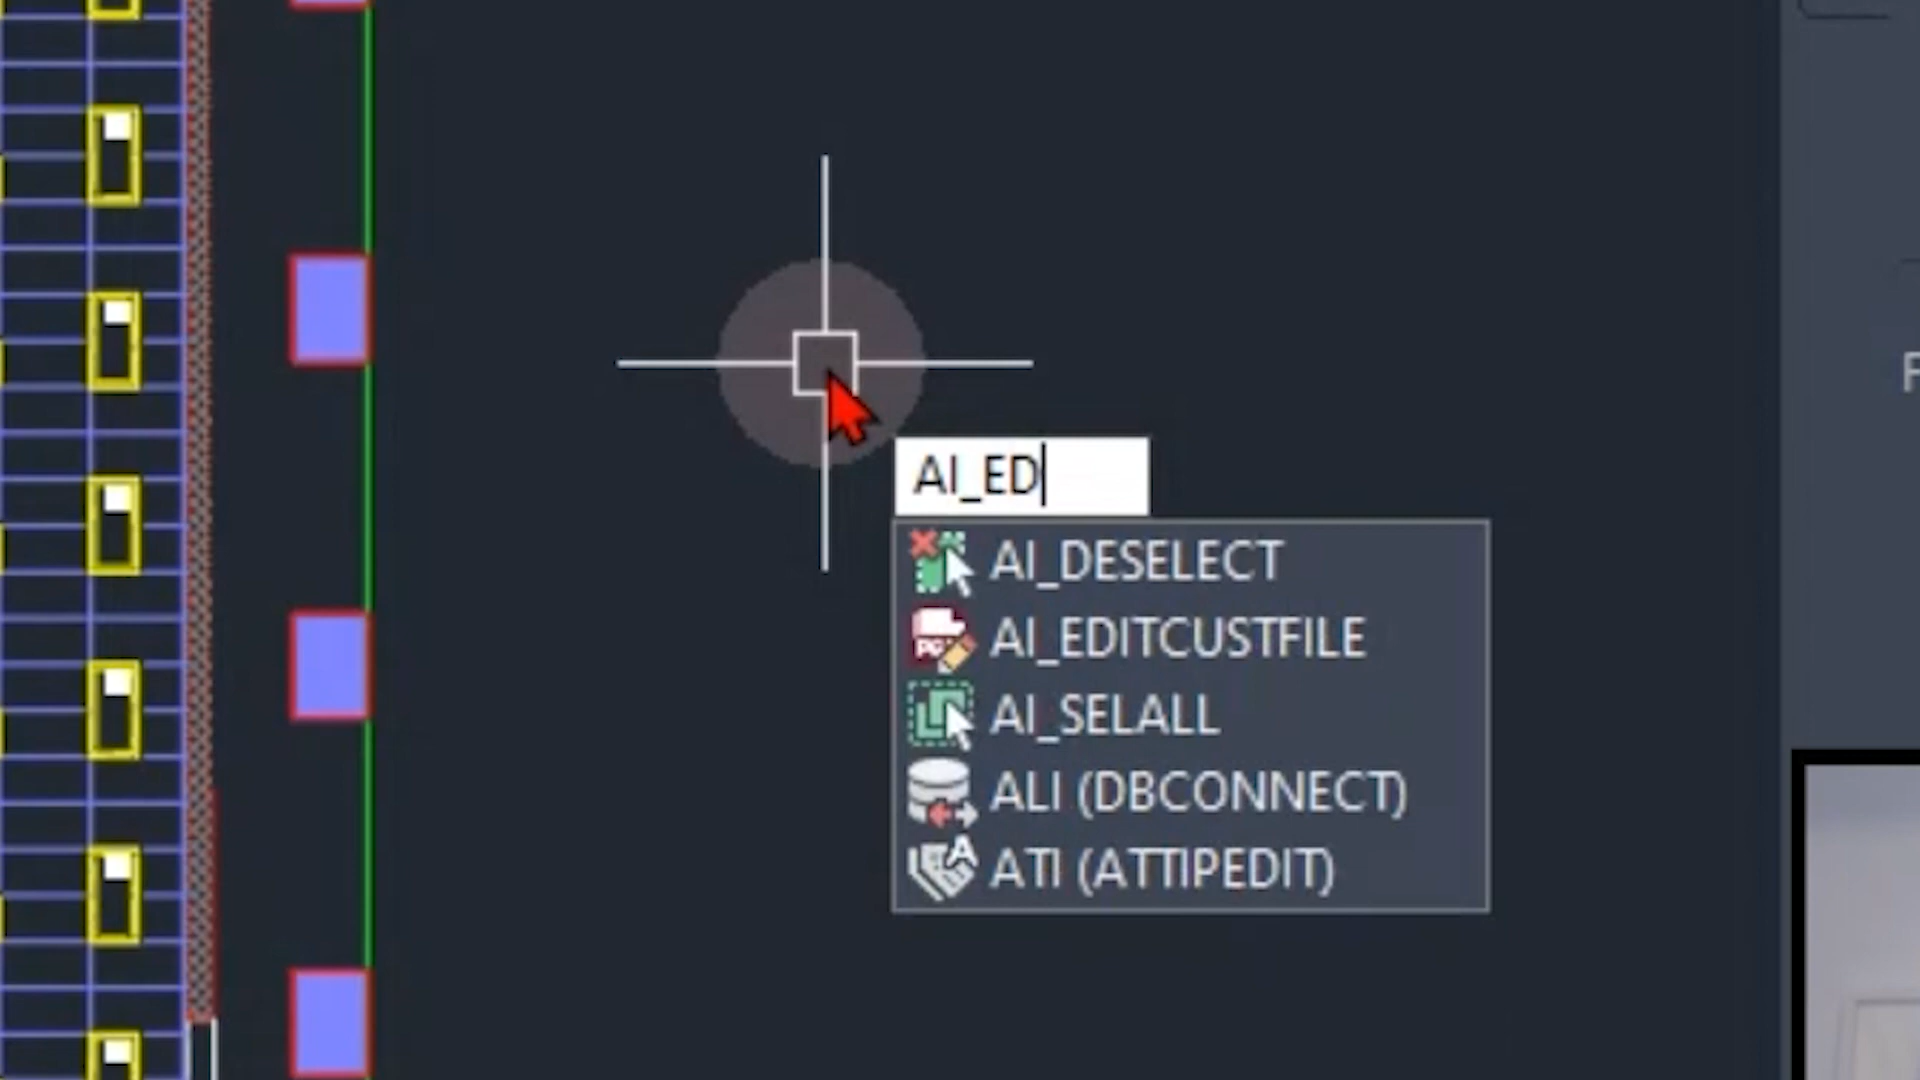 AI_ED
AI_DESELECT
AI_EDITCUSTFILE
AI_SELALL
ALI (DBCONNECT)
ATI (ATTIPEDIT)